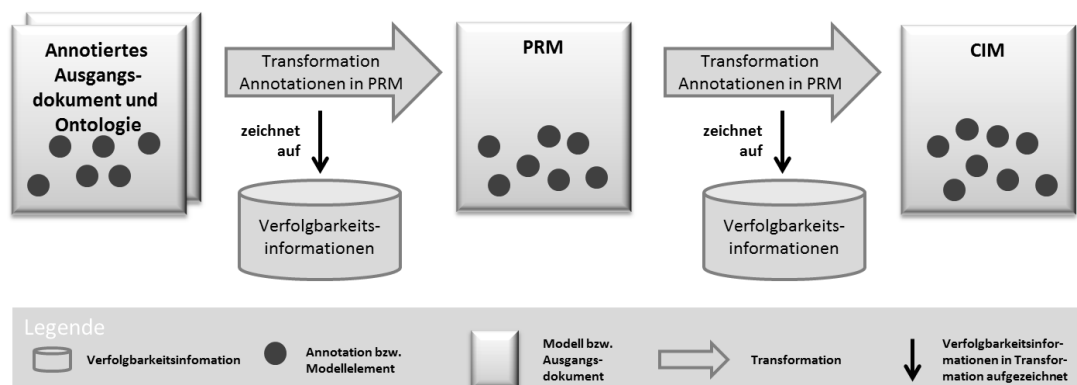 Annotiertes
Ausgangs-
dokument und
Ontologie
Transformation
Annotationen in PRM
zeichnet
auf
Verfolgbarkeits-
informationen
PRM
Transformation
Annotationen in PRM
zeichnet
auf
Verfolgbarkeits-
informationen
CIM
Legende
Verfolgbarkeitsinfomation
Annotation bzw.
Modellelement
Modell bzw.
Ausgangs-
dokument
Transformation
Verfolgbarkeitsinfor-
mationen in Transfor-
mation aufgezeichnet